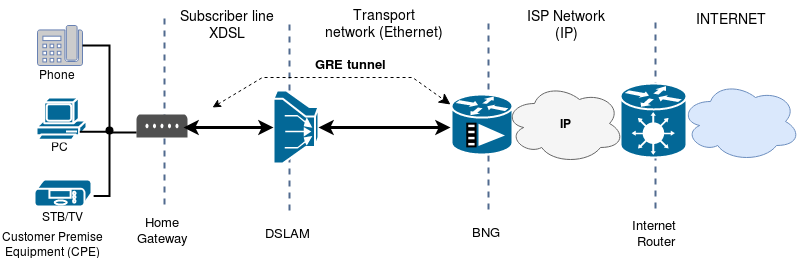 Subscriber line
XDSL
Transport
network (Ethernet)
ISP Network
(IP)
INTERNET
GRE tunnel
Phone
PC
IP
STB/TV
Customer Premise
Equipment (CPE)
Home
Gateway
DSLAM
BNG
Internet
Router